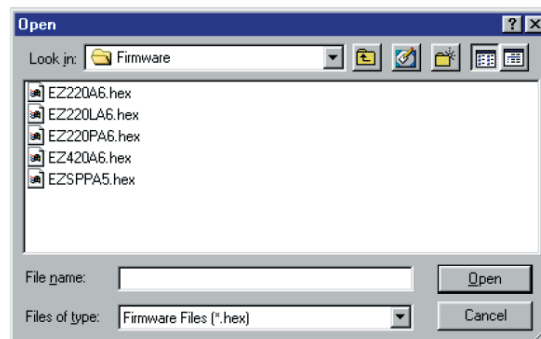 Open
Look in: Firmware
EZ220A6.hex
EZ220LA6.hex
EZ220PA6.hex
EZ420A6.hex
EZSPPA5.hex
File name:
Open
Files of type: Firmware Files (*.hex)
Cancel